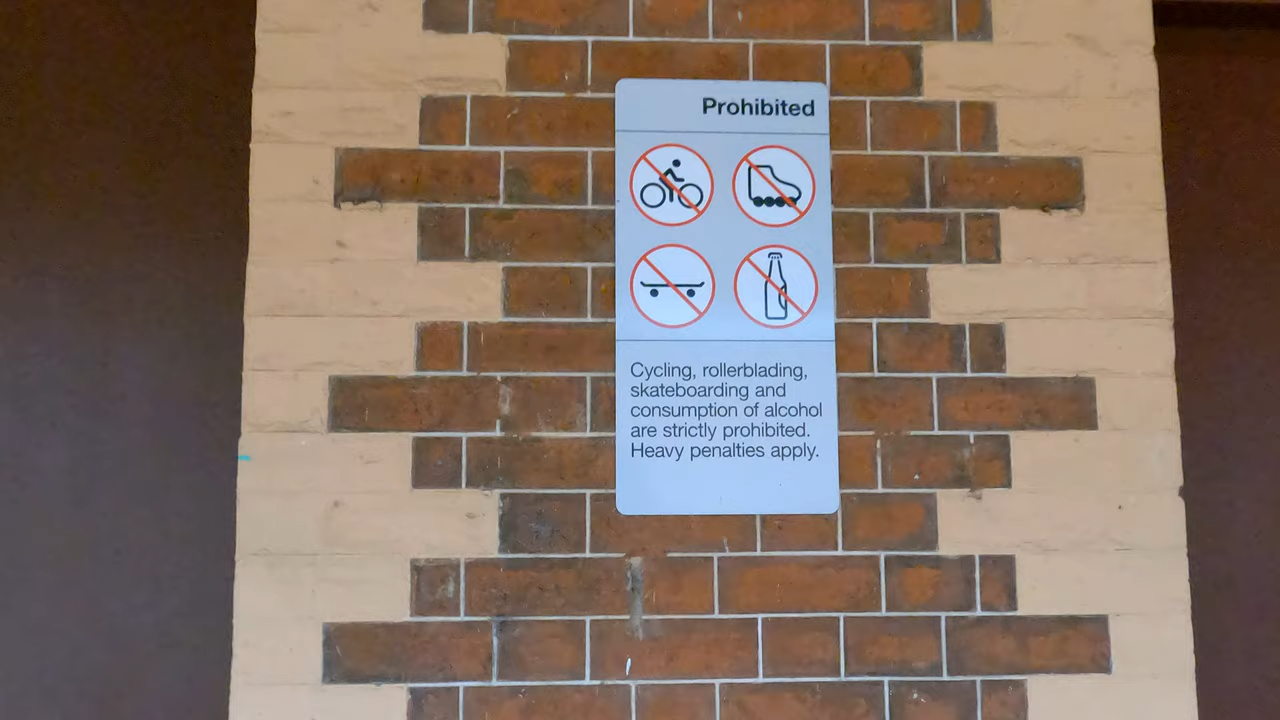 Prohibited
Cycling, rollerblading,
skateboarding and
consumption of alcohol
are strictly prohibited.
Heavy penalties apply.